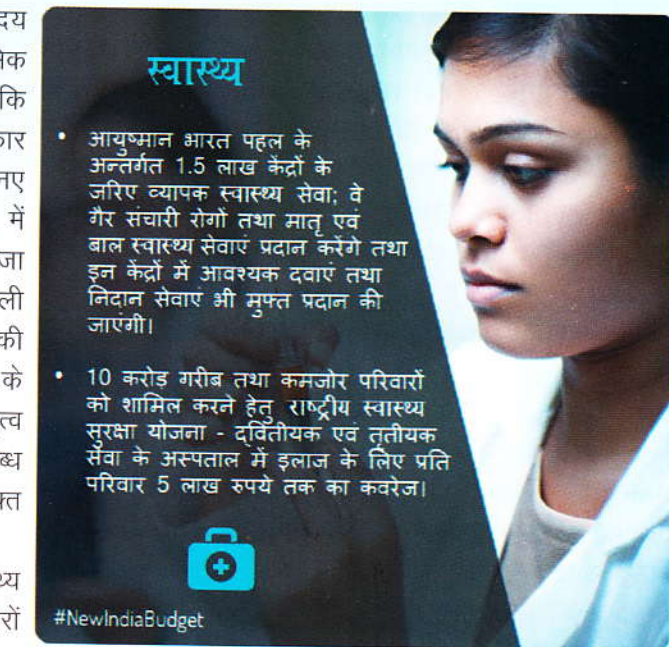 दय
कि
कार
नए
में
जा
ली
की
के
त्व
ब्ध
क्त
थ्य
रों
स्वास्थ्य
• आयुष्मान भारत पहल के
अन्तर्गत 1.5 लाख केंद्रों के
जरिए व्यापक स्वास्थ्य सेवा; वे
गैर संचारी रोगों तथा मातृ एवं
बाल स्वास्थ्य सेवाएं प्रदान करेंगे तथा
इन केंद्रों में आवश्यक दवाएं तथा
निदान सेवाएं भी मुफ्त प्रदान की
जाएंगी।
• 10 करोड़ गरीब तथा कमजोर परिवारों
को शामिल करने हेतु राष्ट्रीय स्वास्थ्य
सुरक्षा योजना - द्वितीयक एवं तृतीयक
सेवा के अस्पताल में इलाज के लिए प्रति
परिवार 5 लाख रुपये तक का कवरेज।
#NewIndiaBudget